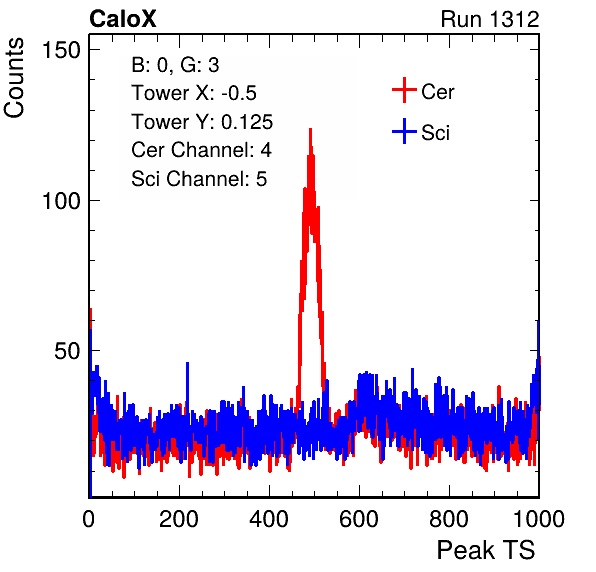 CaloX Run 1312
Counts
150
100
50
B: 0, G: 3
Tower X: -0.5
Tower Y: 0.125
Cer Channel: 4
Sci Channel: 5
Cer
Sci
0 200 400 600 800 1000
Peak TS